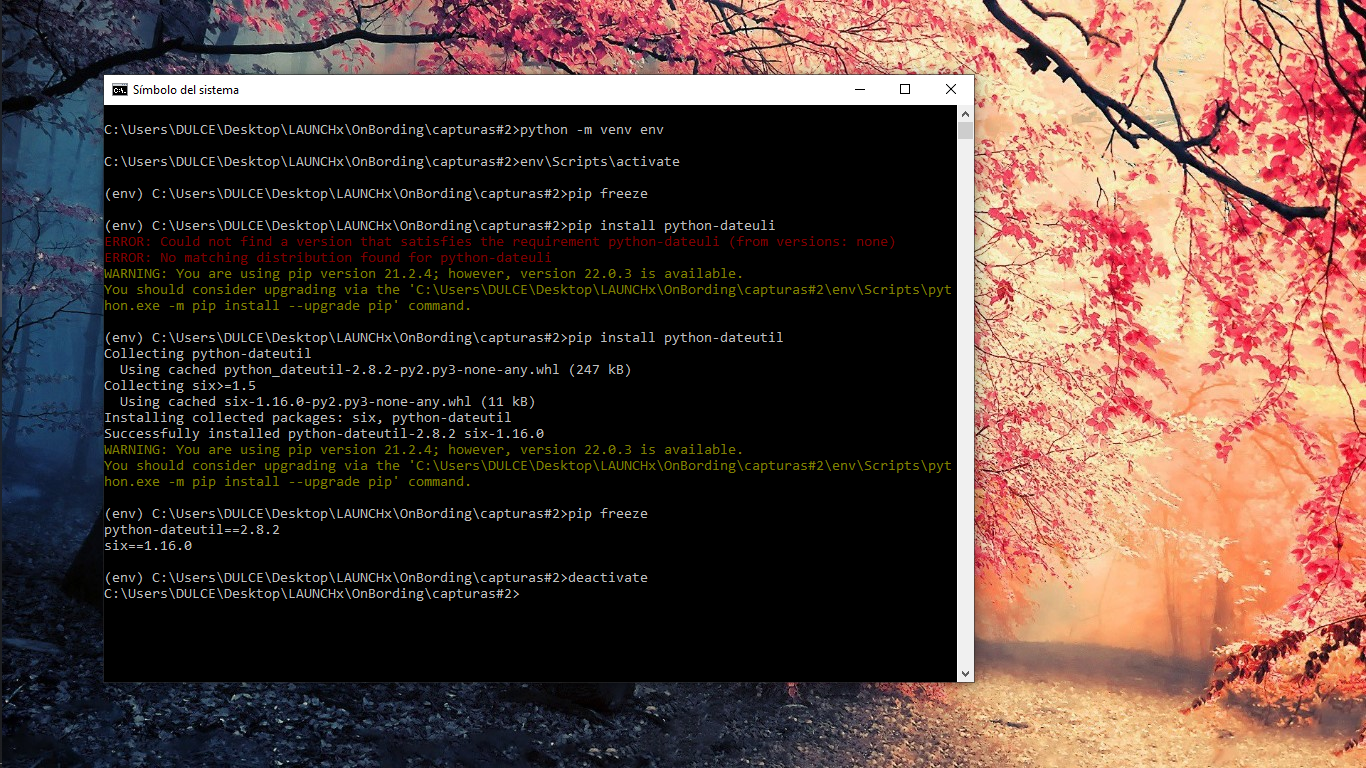 Símbolo del sistema
C:\Users\DULCE\Desktop\LAUNCHx\OnBording\capturas#2>python -m venv env
C:\Users\DULCE\Desktop\LAUNCHx\OnBording\capturas#2>env\Scripts\activate
(env) C:\Users\DULCE\Desktop\LAUNCHx\OnBording\capturas#2>pip freeze
(env) C:\Users\DULCE\Desktop\LAUNCHx\OnBording\capturas#2>pip install python-dateuli
ERROR: Could not find a version that satisfies the requirement python-dateuli (from versions: none)
ERROR: No matching distribution found for python-dateuli
WARNING: You are using pip version 21.2.4; however, version 22.0.3 is available.
You should consider upgrading via the 'C:\Users\DULCE\Desktop\LAUNCHx\OnBording\capturas#2\env\Scripts\pyt
hon.exe -m pip install --upgrade pip' command.
(env) C:\Users\DULCE\Desktop\LAUNCHx\OnBording\capturas#2>pip install python-dateutil
Collecting python-dateutil
  Using cached python_dateutil-2.8.2-py2.py3-none-any.whl (247 kB)
Collecting six>=1.5
  Using cached six-1.16.0-py2.py3-none-any.whl (11 kB)
Installing collected packages: six, python-dateutil
Successfully installed python-dateutil-2.8.2 six-1.16.0
WARNING: You are using pip version 21.2.4; however, version 22.0.3 is available.
You should consider upgrading via the 'C:\Users\DULCE\Desktop\LAUNCHx\OnBording\capturas#2\env\Scripts\pyt
hon.exe -m pip install --upgrade pip' command.
(env) C:\Users\DULCE\Desktop\LAUNCHx\OnBording\capturas#2>pip freeze
python-dateutil==2.8.2
six==1.16.0
(env) C:\Users\DULCE\Desktop\LAUNCHx\OnBording\capturas#2>deactivate
C:\Users\DULCE\Desktop\LAUNCHx\OnBording\capturas#2>